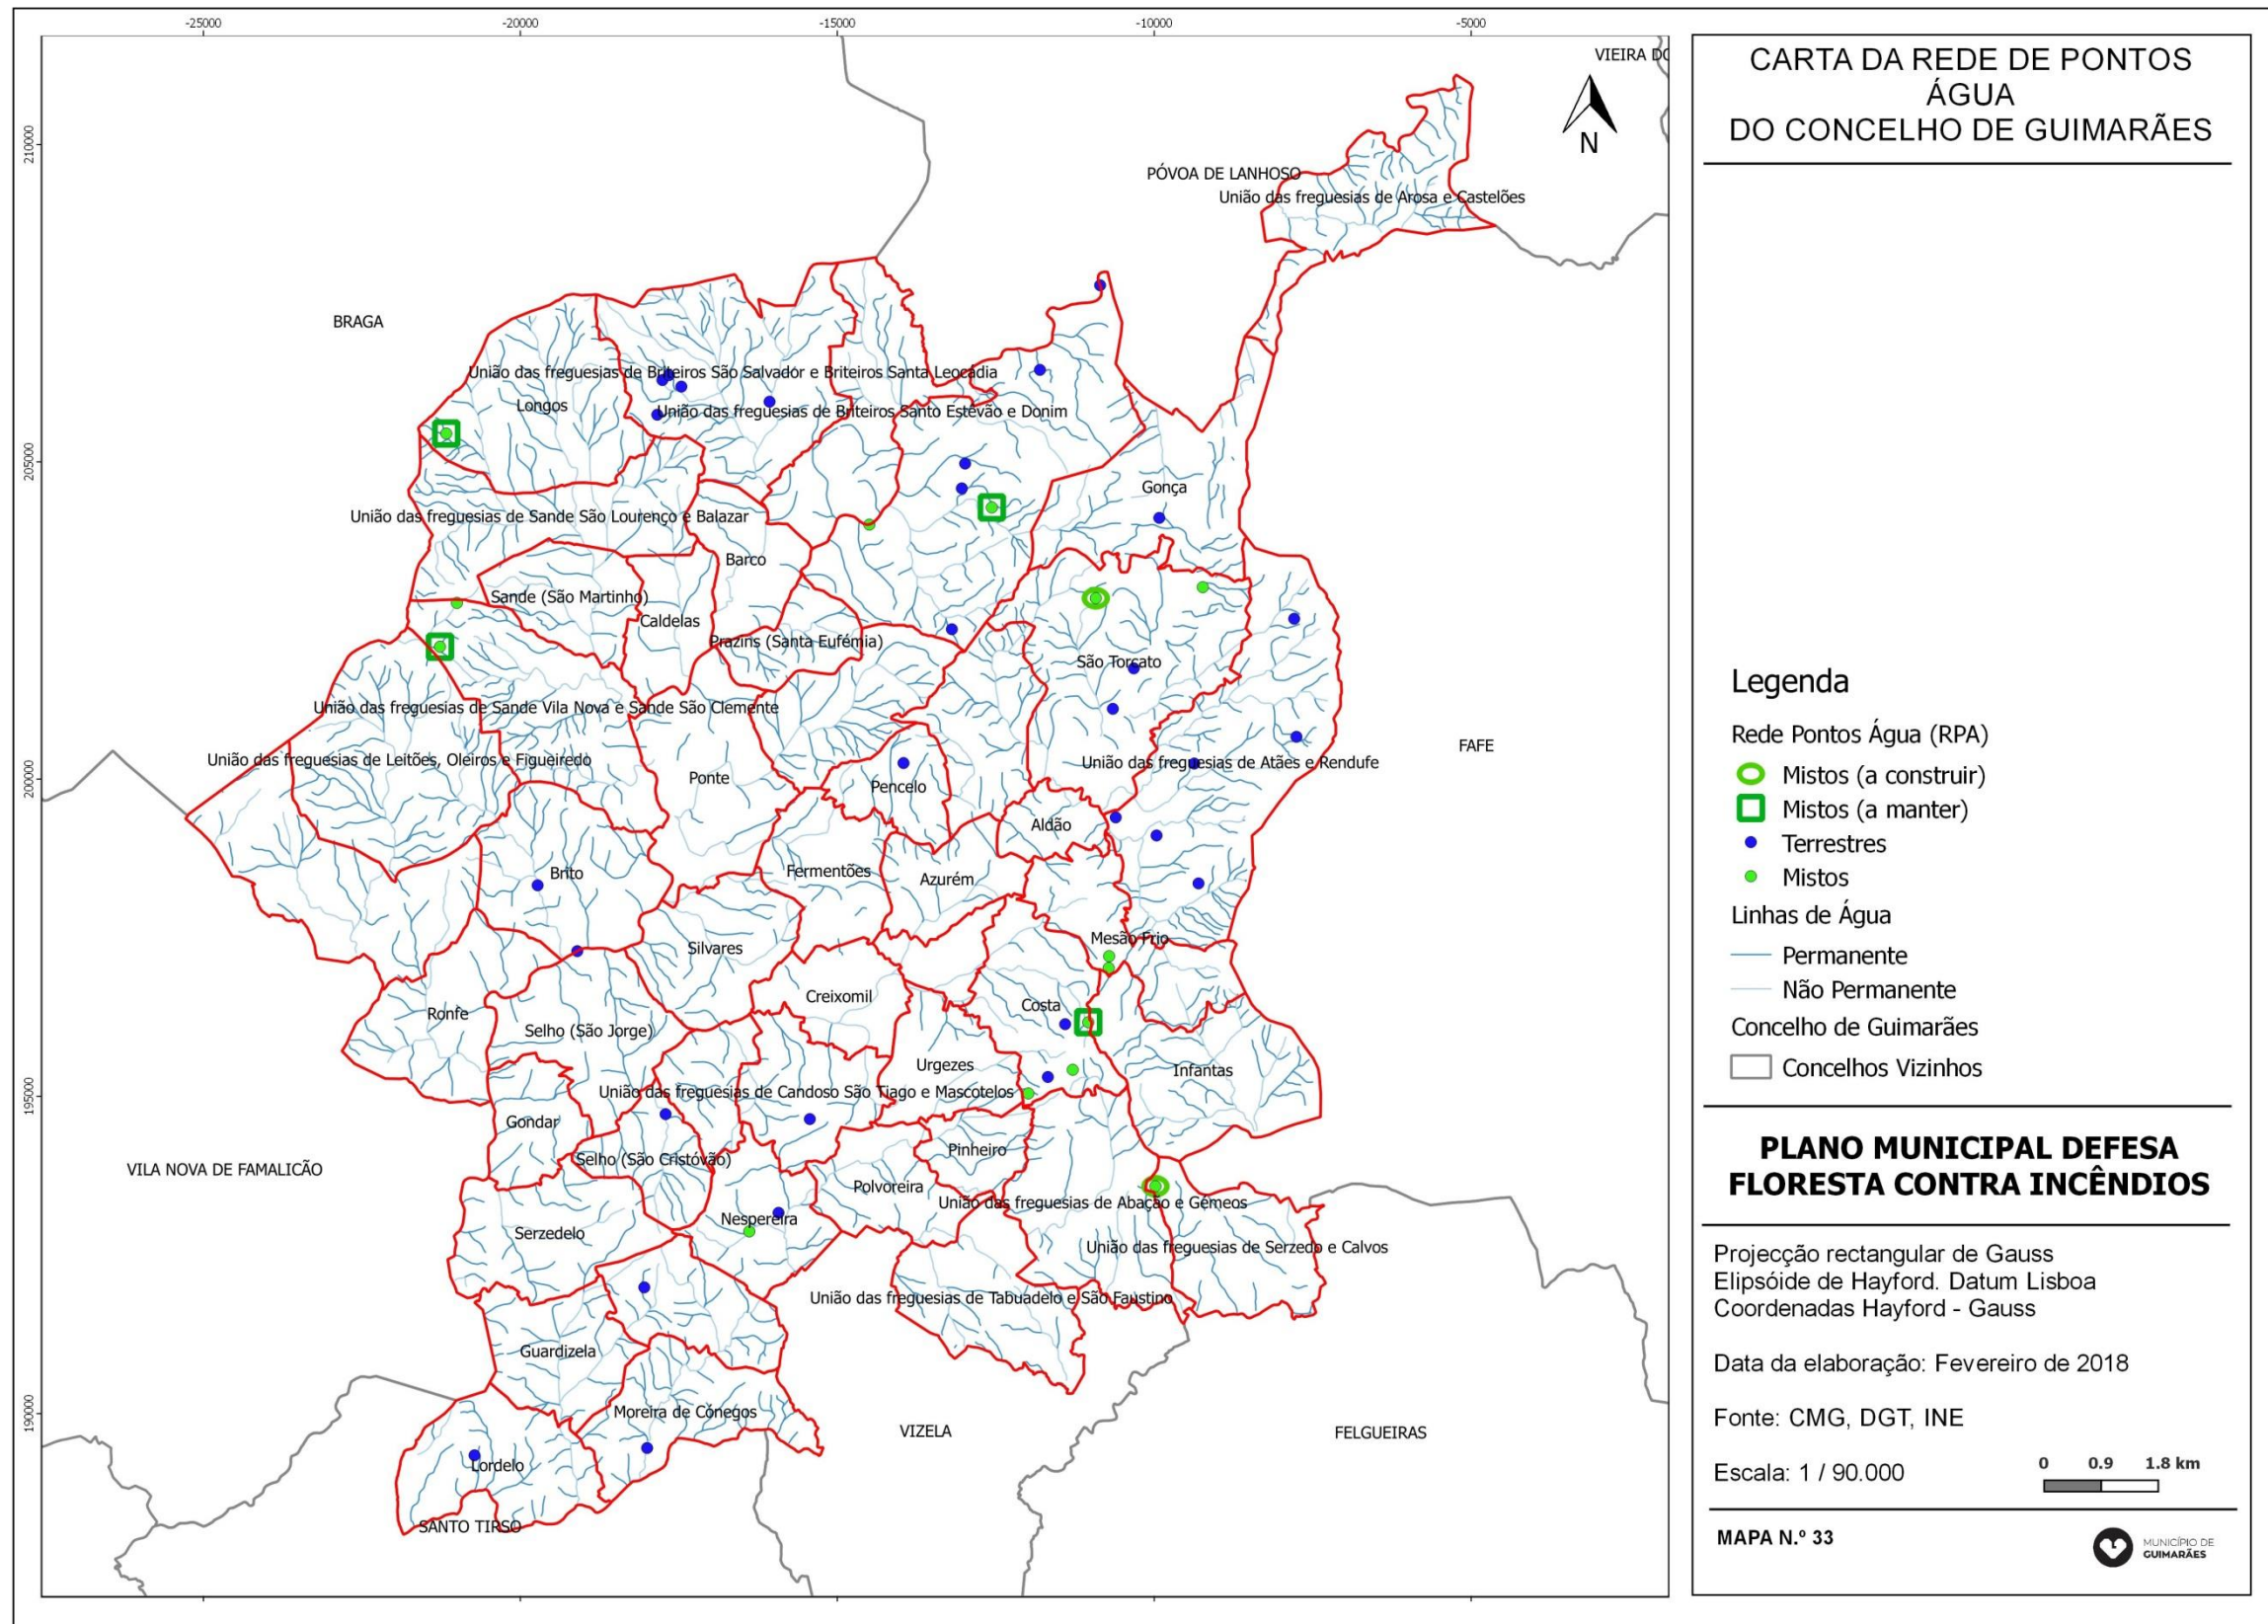 -25000
-20000
-15000
-10000
-5000
210000
205000
200000
195000
190000
VIEIRA DO
PÓVOA DE LANHOSO
União das freguesias de Arosa e Castelões
BRAGA
União das freguesias de Briteiros São Salvador e Briteiros Santa Leocádia
Longos
União das freguesias de Briteiros Santo Estêvão e Donim
Gonça
União das freguesias de Sande São Lourenço e Balazar
Barco
Sande (São Martinho)
Caldelas
Prazins (Santa Eufémia)
São Torcato
União das freguesias de Sande Vila Nova e Sande São Clemente
FAFE
União das freguesias de Leitões, Oleiros e Figueiredo
União das freguesias de Atães e Rendufe
Ponte
Pencelo
Aldão
Brito
Fermentões
Azurém
Mesão Frio
Silvares
Creixomil
Costa
Ronfe
Selho (São Jorge)
Urgezes
Infantas
União das freguesias de Candoso São Tiago e Mascotelos
Gondar
Pinheiro
Selho (São Cristóvão)
VILA NOVA DE FAMALICÃO
Polvoreira
União das freguesias de Abação e Gémeos
Nespereira
Serzedelo
União das freguesias de Serzedo e Calvos
União das freguesias de Tabuadelo e São Faustino
Guardizela
Moreira de Cónegos
VIZELA
FELGUEIRAS
Lordelo
SANTO TIRSO
N
CARTA DA REDE DE PONTOS
ÁGUA
DO CONCELHO DE GUIMARÃES
Legenda
Rede Pontos Água (RPA)
Mistos (a construir)
Mistos (a manter)
Terrestres
Mistos
Linhas de Água
Permanente
Não Permanente
Concelho de Guimarães
Concelhos Vizinhos
PLANO MUNICIPAL DEFESA
FLORESTA CONTRA INCÊNDIOS
Projecção rectangular de Gauss
Elipsóide de Hayford. Datum Lisboa
Coordenadas Hayford - Gauss
Data da elaboração: Fevereiro de 2018
Fonte: CMG, DGT, INE
Escala: 1 / 90.000
0 0.9 1.8 km
MAPA N.º 33
MUNICÍPIO DE
GUIMARÃES